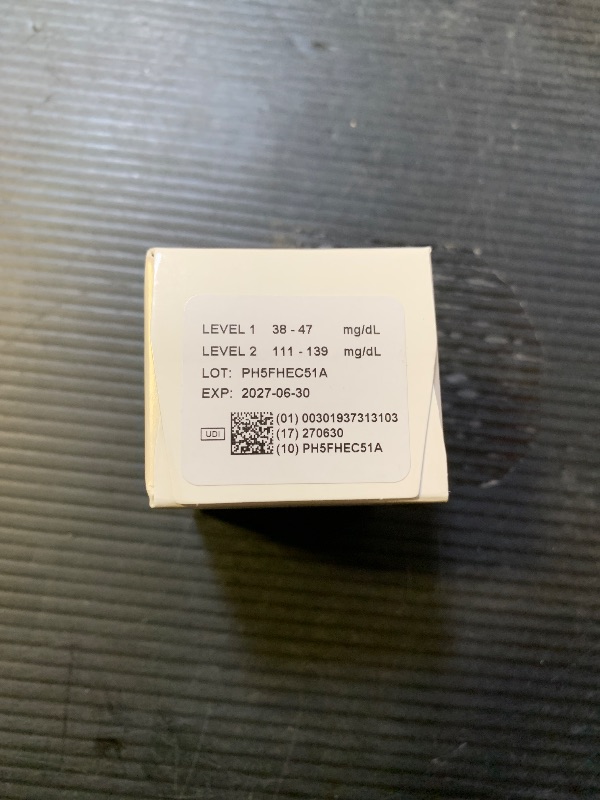 LEVEL 1 38 - 47 mg/dL
LEVEL 2 111 - 139 mg/dL
LOT: PH5FHEC51A
EXP: 2027-06-30
(01) 00301937313103
UDI (17) 270630
(10) PH5FHEC51A